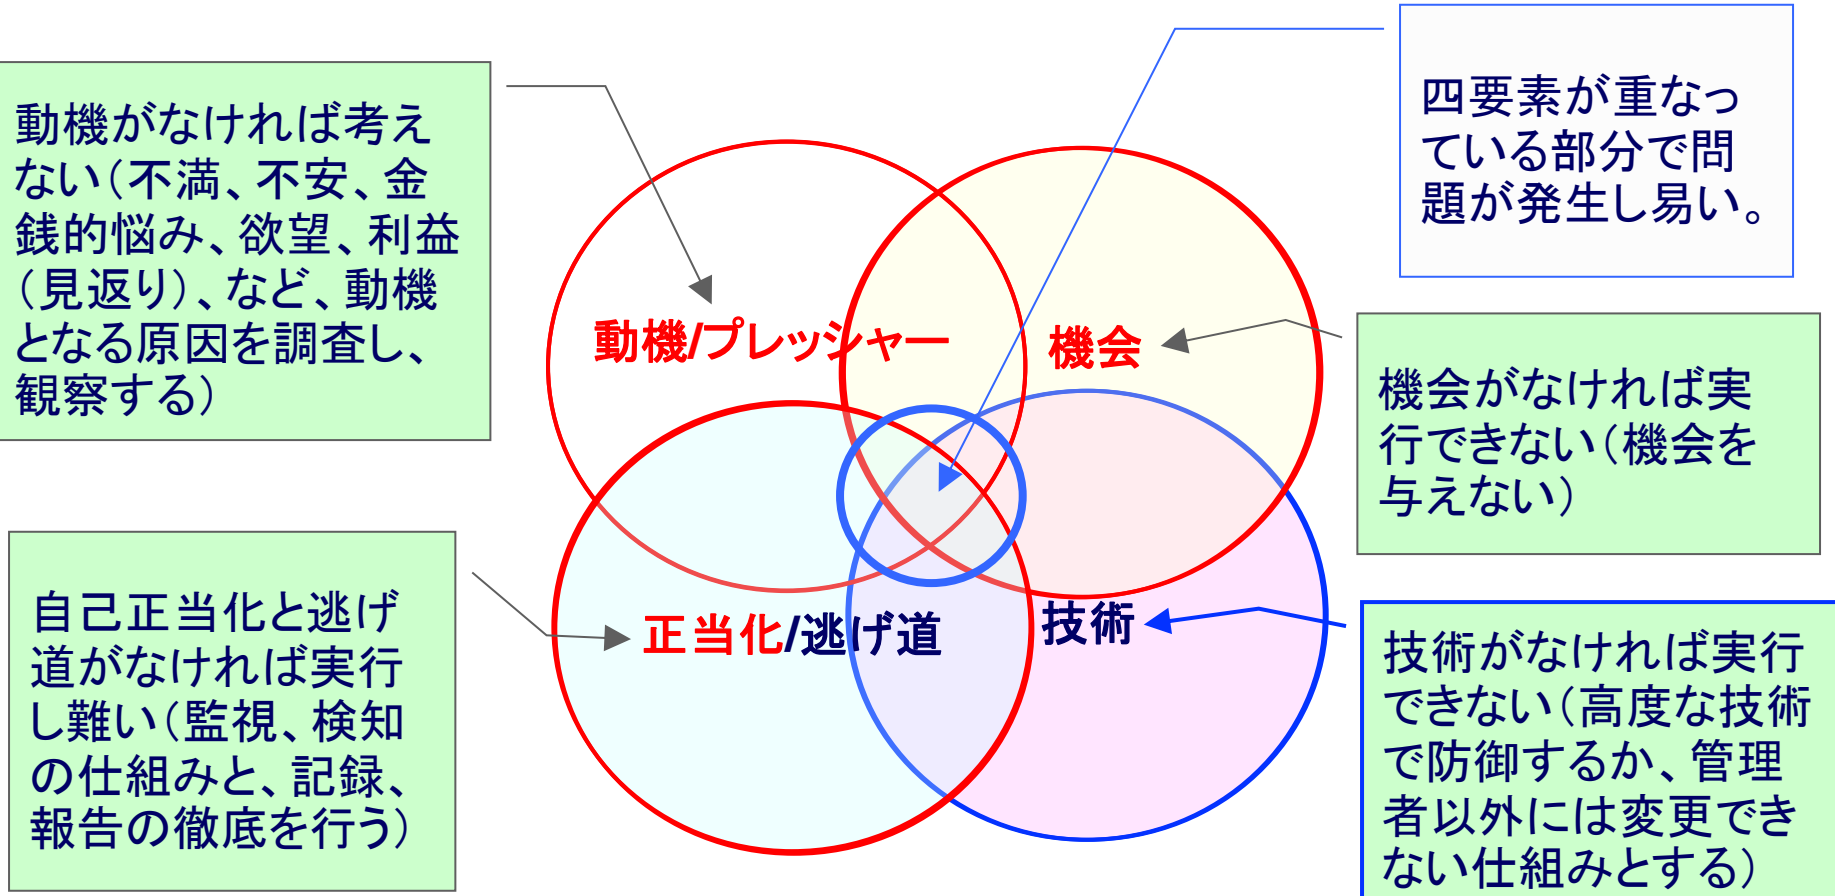 動機がなければ考え
ない（不満、不安、金
銭的悩み、欲望、利益
（見返り）、など、動機
となる原因を調査し、
観察する）
四要素が重なっ
ている部分で問
題が発生し易い。
動機/プレッシャー
機会
機会がなければ実
行できない（機会を
与えない）
自己正当化と逃げ
道がなければ実行
し難い（監視、検知
の仕組みと、記録、
報告の徹底を行う）
正当化/逃げ道
技術
技術がなければ実行
できない（高度な技術
で防御するか、管理
者以外には変更でき
ない仕組みとする）